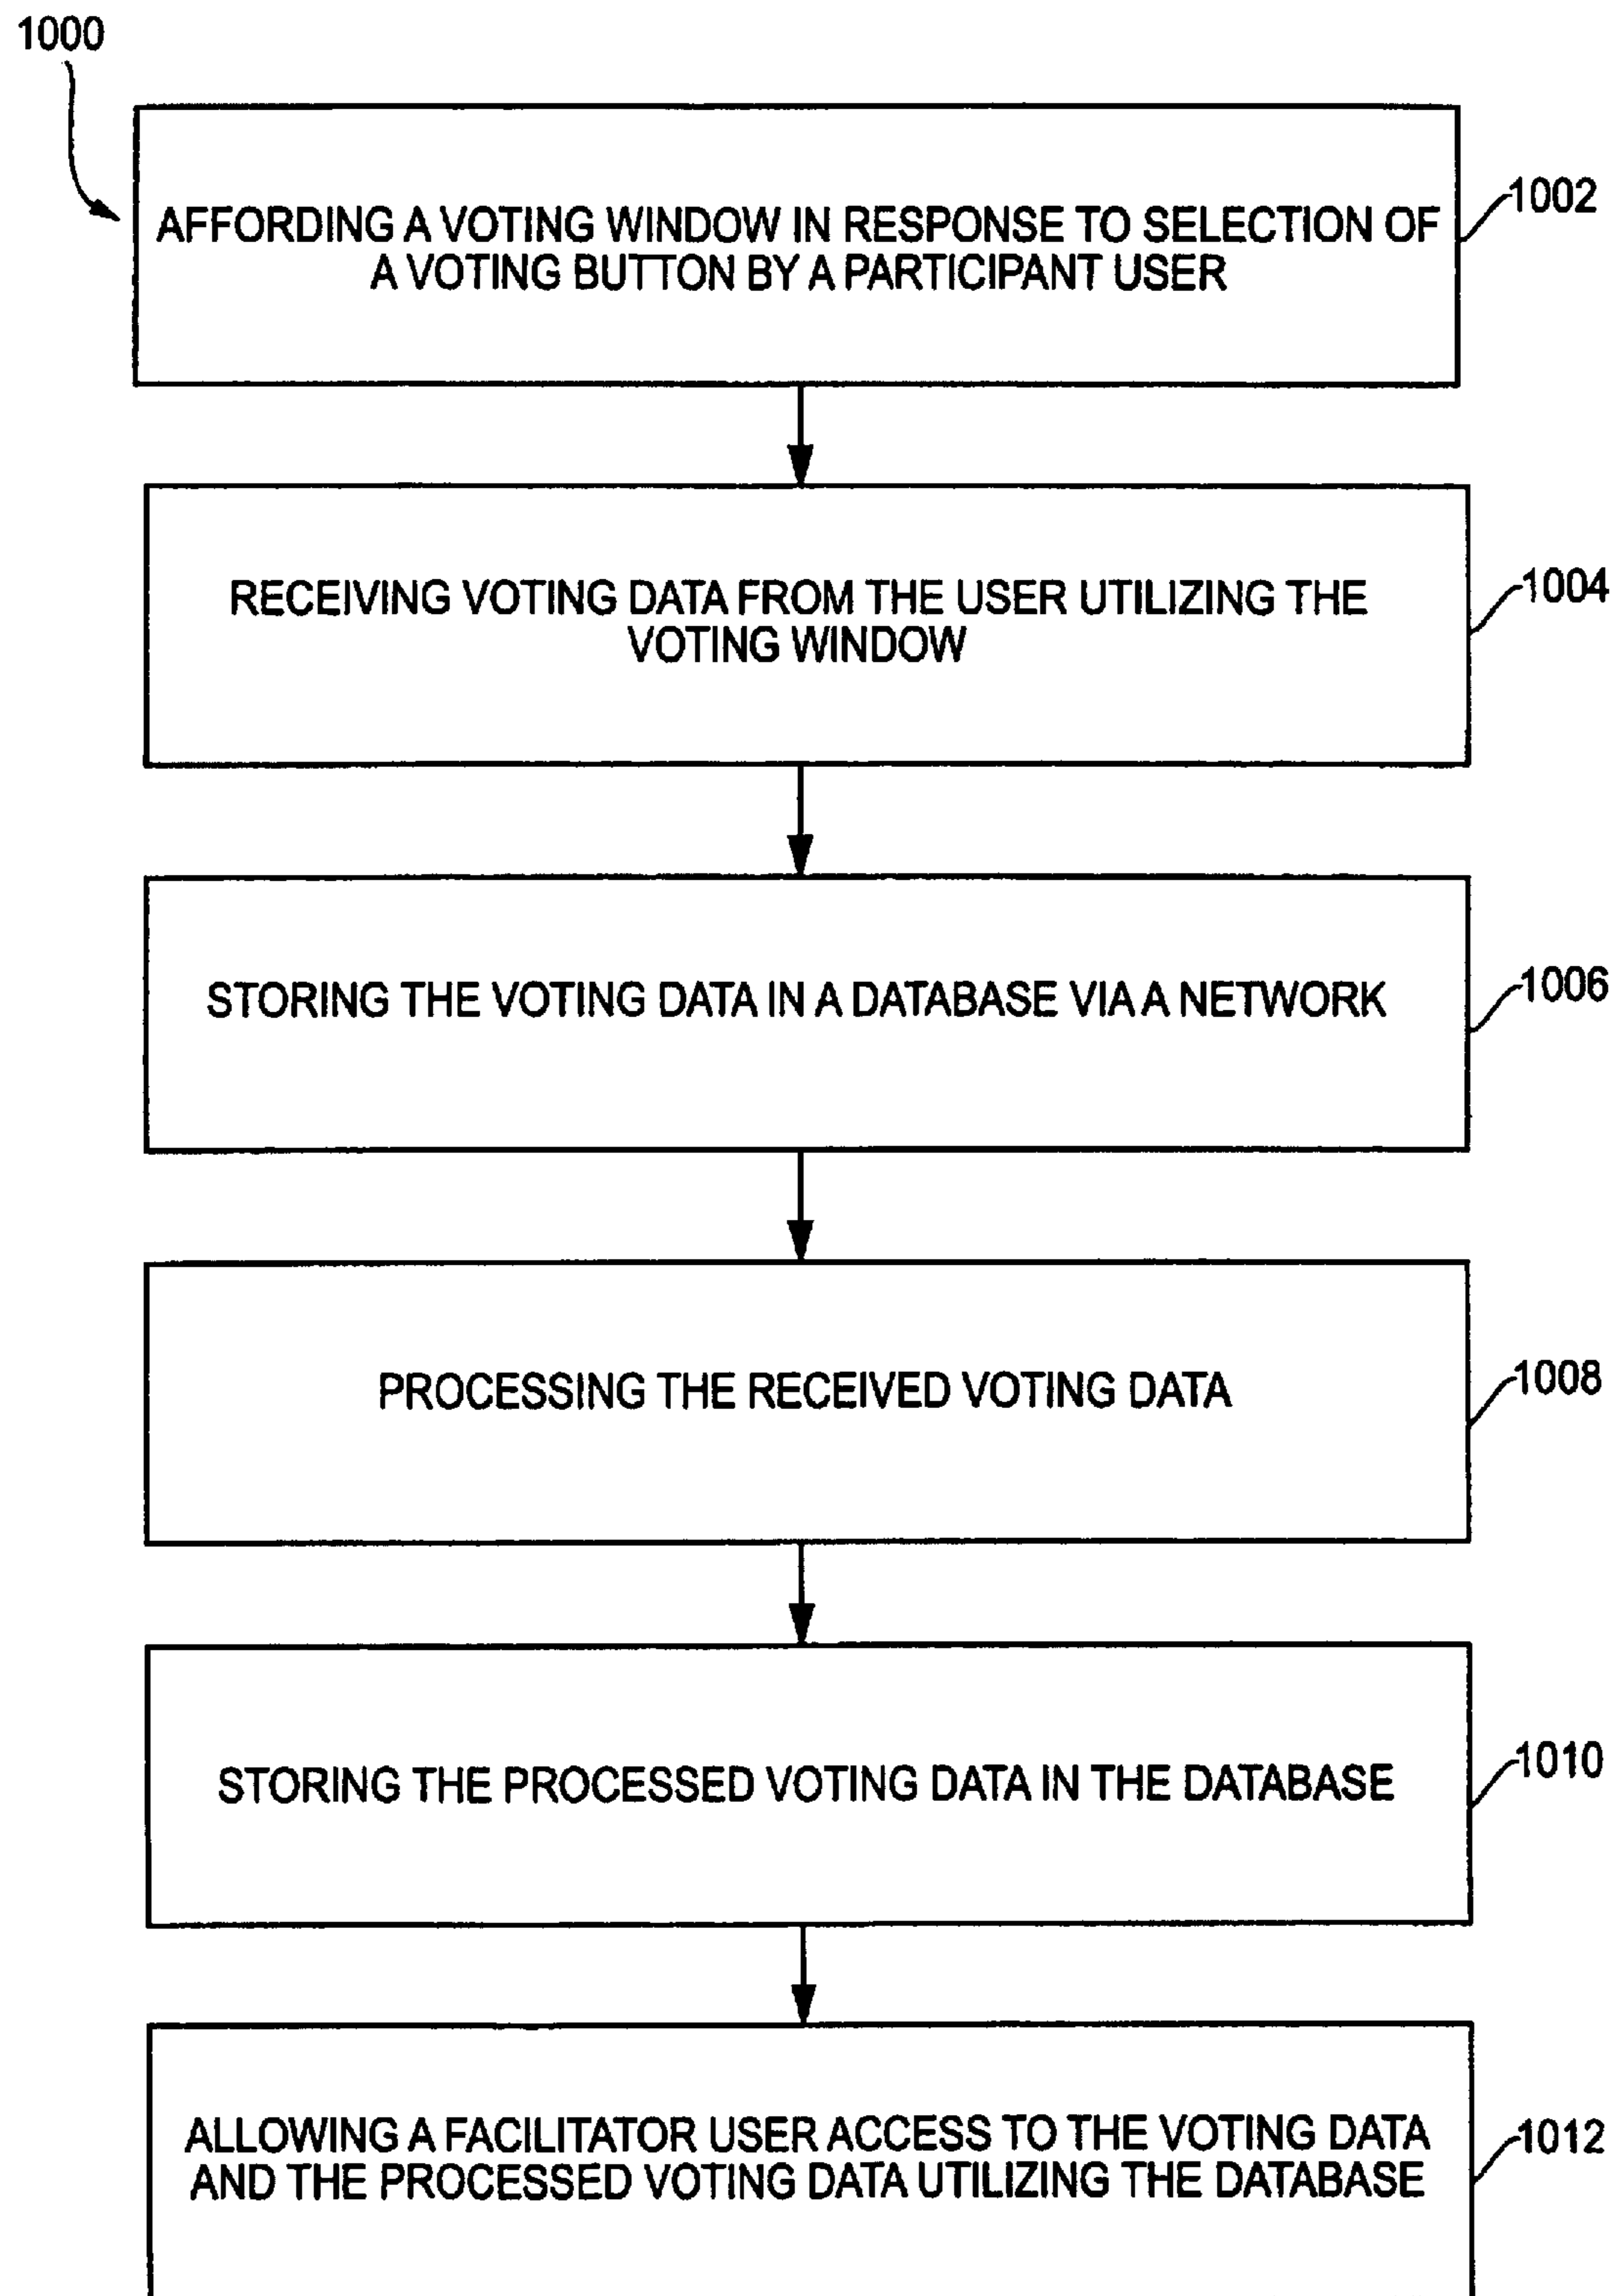 1000
AFFORDING A VOTING WINDOW IN RESPONSE TO SELECTION OF
A VOTING BUTTON BY A PARTICIPANT USER
1002
RECEIVING VOTING DATA FROM THE USER UTILIZING THE
VOTING WINDOW
1004
STORING THE VOTING DATA IN A DATABASE VIA A NETWORK
1006
PROCESSING THE RECEIVED VOTING DATA
1008
STORING THE PROCESSED VOTING DATA IN THE DATABASE
1010
ALLOWING A FACILITATOR USER ACCESS TO THE VOTING DATA
AND THE PROCESSED VOTING DATA UTILIZING THE DATABASE
1012